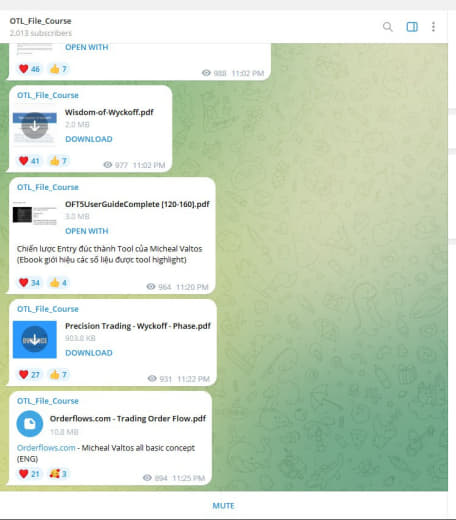 OTL_File_Course
2,013 subscribers
OPEN WITH
46 7
988 11:02 PM
OTL_File_Course
Wisdom-of-Wyckoff.pdf
2.0 MB
DOWNLOAD
41 7
977 11:02 PM
OTL_File_Course
OFT5UserGuideComplete [120-160].pdf
3.0 MB
OPEN WITH
Chiến lược Entry đúc thành Tool của Micheal Valtos
(Ebook giới hiệu các số liệu được tool highlight)
34 4
964 11:20 PM
OTL_File_Course
Precision Trading - Wyckoff - Phase.pdf
903.8 KB
DOWNLOAD
27 7
931 11:22 PM
OTL_File_Course
Orderflows.com - Trading Order Flow.pdf
10.8 MB
Orderflows.com - Micheal Valtos all basic concept
(ENG)
21 3
894 11:25 PM
MUTE